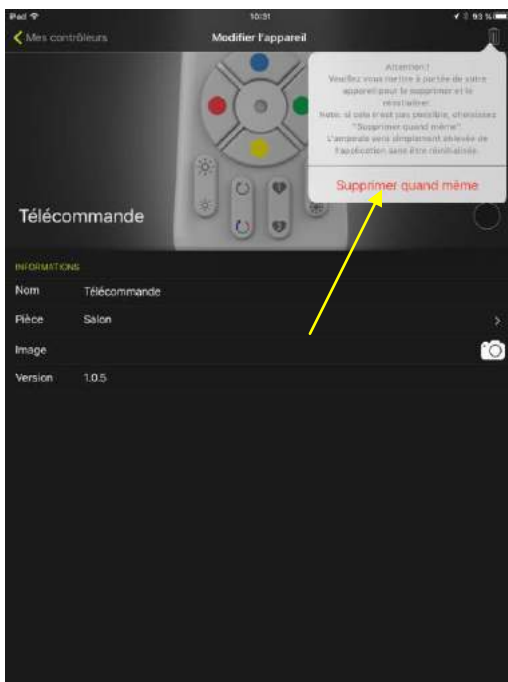 iPad 10:31 93 %
Mes contrôleurs Modifier l'appareil
Attention !
Veuillez vous mettre à portée de votre
appareil pour le supprimer et le
réinitialiser.
Note: si cela n'est pas possible, choisissez
"Supprimer quand même".
L'ampoule sera simplement enlevée de
l'application sans être réinitialisée.
Supprimer quand même
Télécommande
INFORMATIONS
Nom Télécommande
Pièce Salon
Image
Version 1.0.5